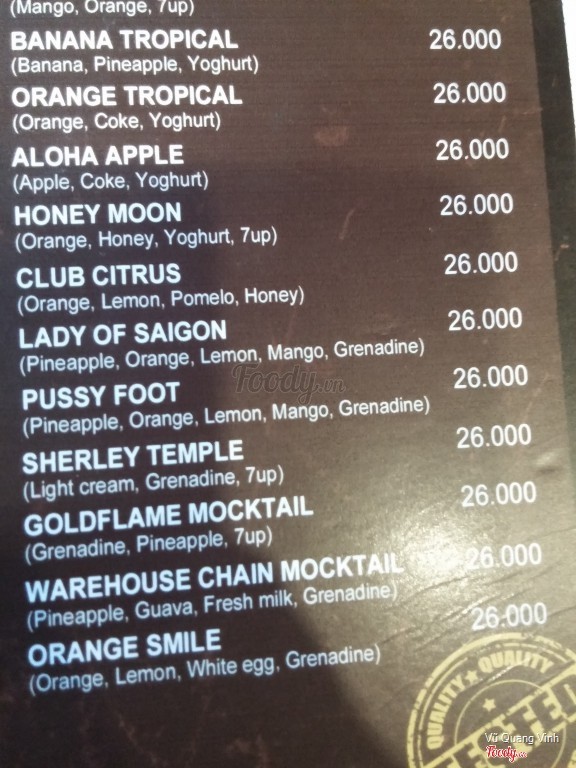 (Mango, Orange, 7up)
BANANA TROPICAL 26.000
(Banana, Pineapple, Yoghurt)
ORANGE TROPICAL 26.000
(Orange, Coke, Yoghurt)
ALOHA APPLE 26.000
(Apple, Coke, Yoghurt)
HONEY MOON 26.000
(Orange, Honey, Yoghurt, 7up)
CLUB CITRUS 26.000
(Orange, Lemon, Pomelo, Honey)
LADY OF SAIGON 26.000
(Pineapple, Orange, Lemon, Mango, Grenadine)
Foody.vn
PUSSY FOOT 26.000
(Pineapple, Orange, Lemon, Mango, Grenadine)
SHERLEY TEMPLE 26.000
(Light cream, Grenadine, 7up)
GOLDFLAME MOCKTAIL 26.000
(Grenadine, Pineapple, 7up)
WAREHOUSE CHAIN MOCKTAIL 26.000
(Pineapple, Guava, Fresh milk, Grenadine)
ORANGE SMILE 26.000
(Orange, Lemon, White egg, Grenadine)
QUALITY ★ QUALITY
Vũ Quang Vinh
Foody.vn